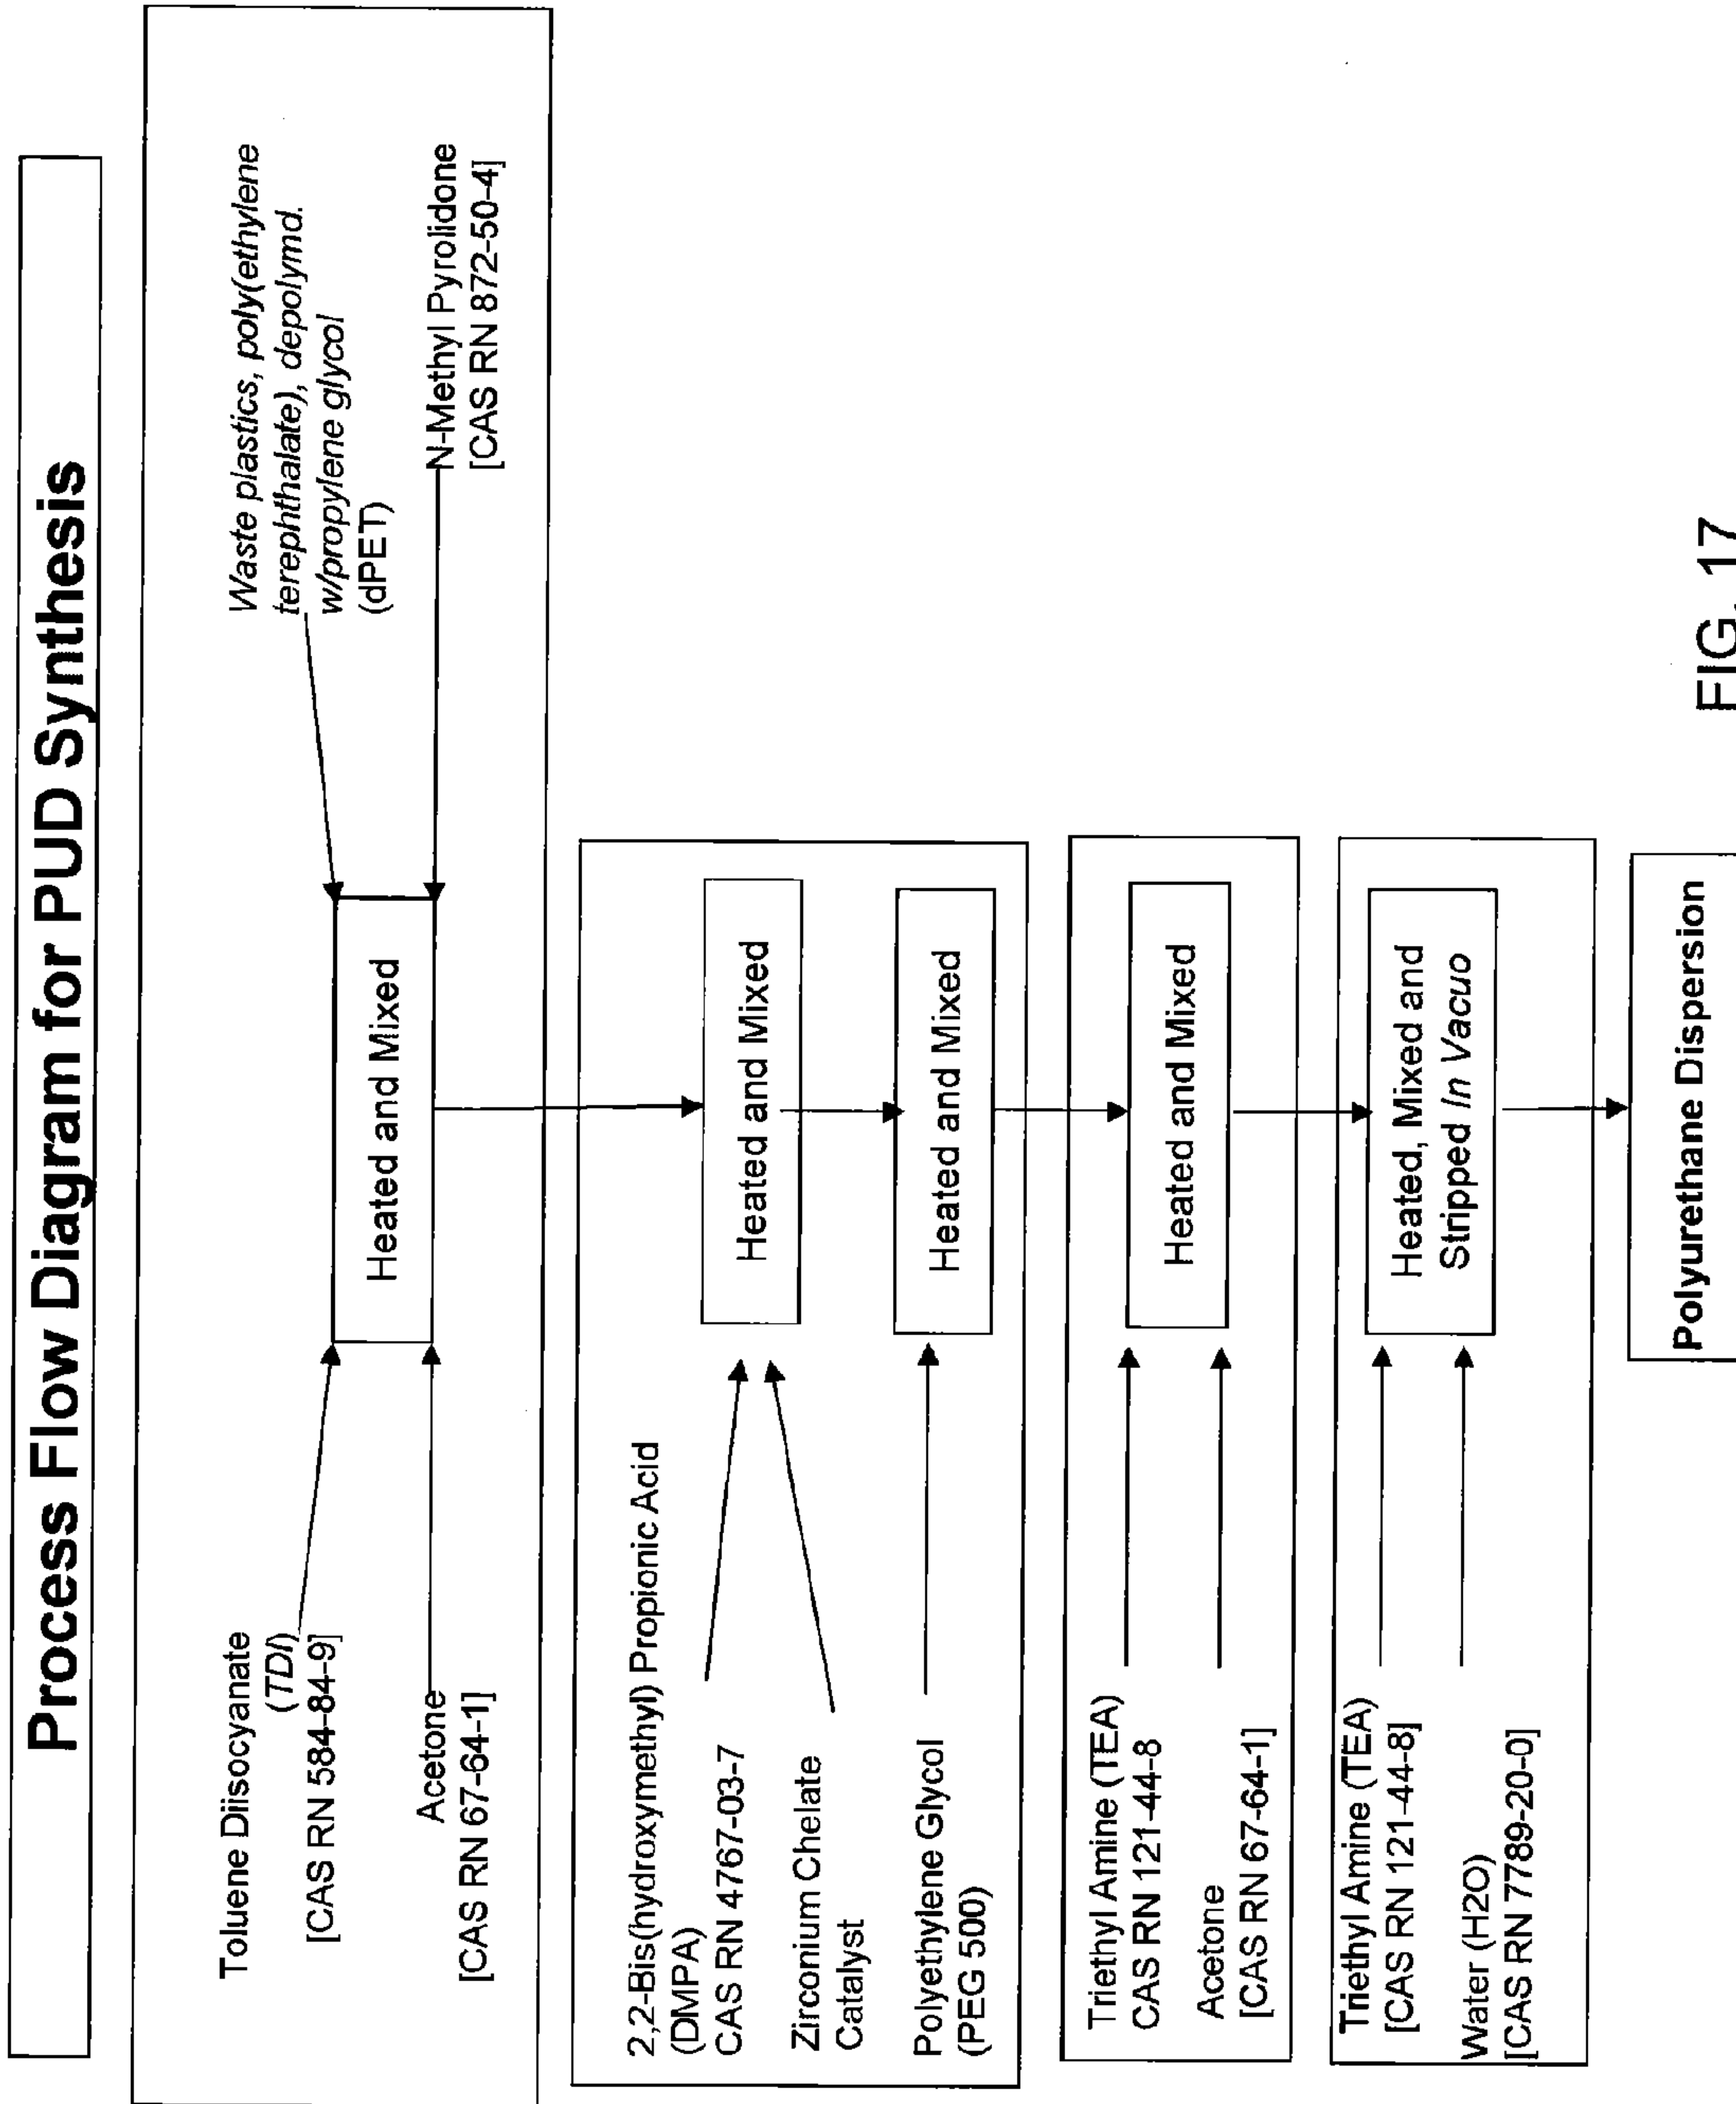 Process Flow Diagram for PUD Synthesis
Toluene Diisocyanate
(TDI)
[CAS RN 584-84-9]
Acetone
[CAS RN 67-64-1]
Heated and Mixed
Waste plastics, poly(ethylene
terephthalate), depolymd.
w/propylene glycol
(dPET)
N-Methyl Pyrolidone
[CAS RN 872-50-4]
2,2-Bis(hydroxymethyl) Propionic Acid
(DMPA)
CAS RN 4767-03-7
Zirconium Chelate
Catalyst
Heated and Mixed
Polyethylene Glycol
(PEG 500)
Heated and Mixed
Triethyl Amine (TEA)
CAS RN 121-44-8
Acetone
[CAS RN 67-64-1]
Heated and Mixed
Triethyl Amine (TEA)
[CAS RN 121-44-8]
Water (H2O)
[CAS RN 7789-20-0]
Heated, Mixed and
Stripped In Vacuo
Polyurethane Dispersion
FIG. 17